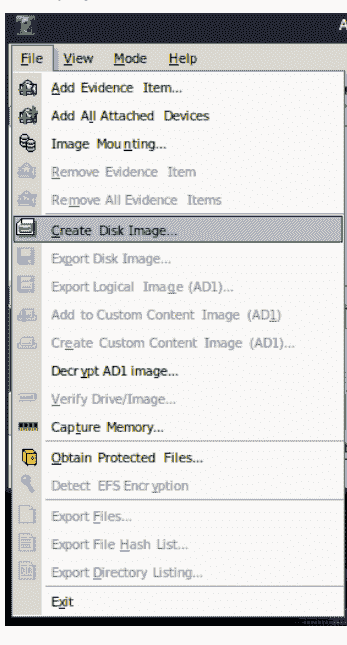 A
File View Mode Help
Add Evidence Item...
Add All Attached Devices
Image Mounting...
Remove Evidence Item
Remove All Evidence Items
Create Disk Image...
Export Disk Image...
Export Logical Image (AD1)...
Add to Custom Content Image (AD1)
Create Custom Content Image (AD1)...
Decrypt AD1 image...
Verify Drive/Image...
Capture Memory...
Obtain Protected Files...
Detect EFS Encryption
Export Files...
Export File Hash List...
DIR Export Directory Listing...
Exit